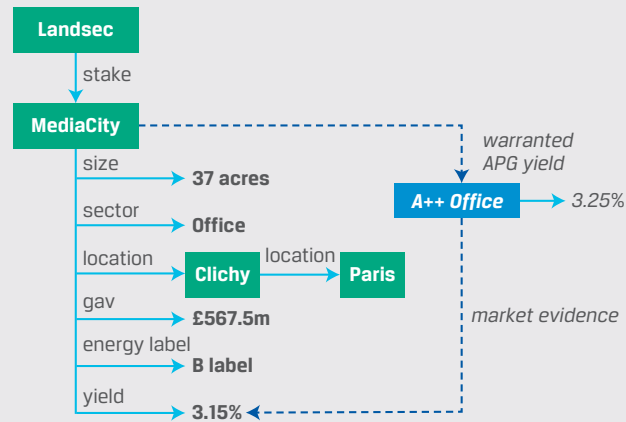 Landsec
stake
MediaCity
warranted
APG yield
size
37 acres
A++ Office
3.25%
sector
Office
location
Clichy
location
Paris
gav
£567.5m
market evidence
energy label
B label
yield
3.15%